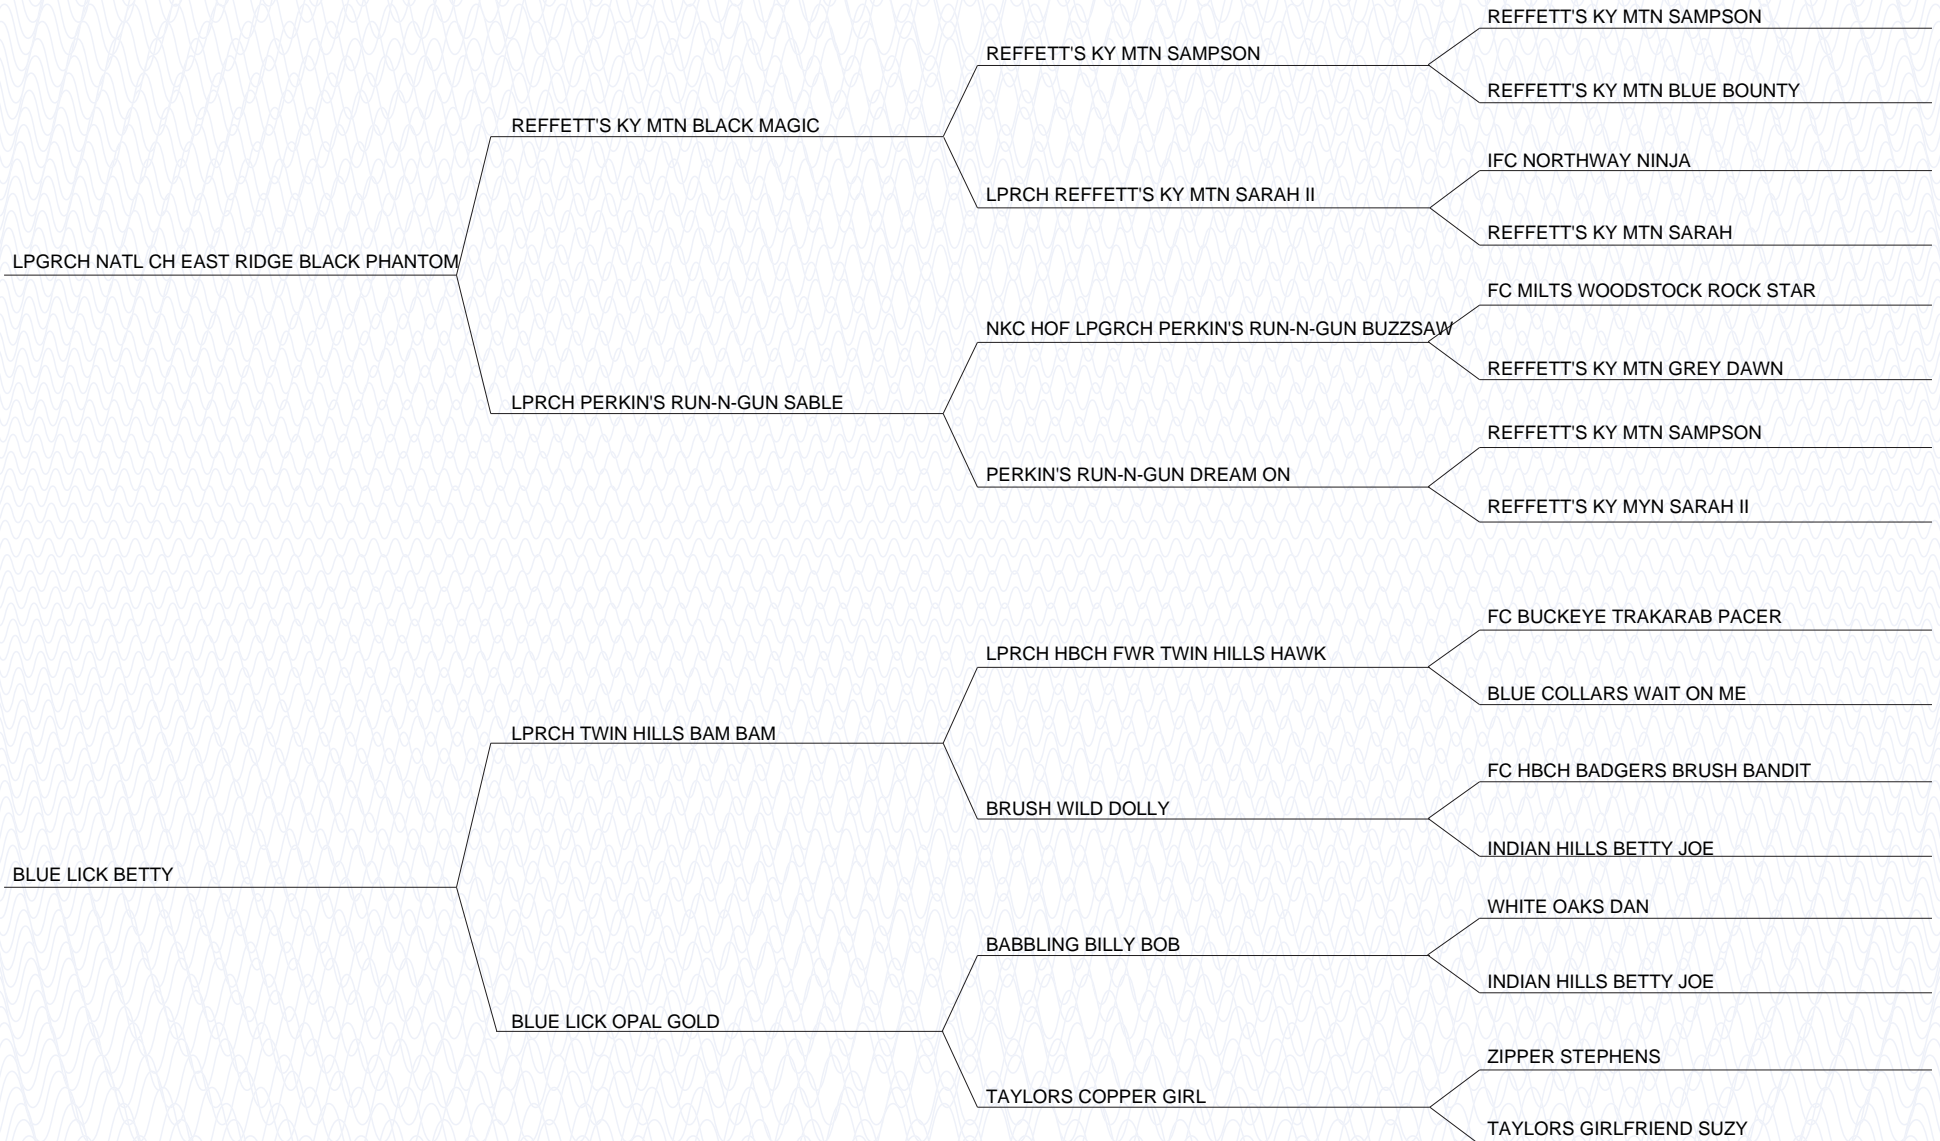 REFFETT'S KY MTN SAMPSON
REFFETT'S KY MTN SAMPSON
REFFETT'S KY MTN BLUE BOUNTY
REFFETT'S KY MTN BLACK MAGIC
IFC NORTHWAY NINJA
LPRCH REFFETT'S KY MTN SARAH II
REFFETT'S KY MTN SARAH
LPGRCH NATL CH EAST RIDGE BLACK PHANTOM
FC MILTS WOODSTOCK ROCK STAR
NKC HOF LPGRCH PERKIN'S RUN-N-GUN BUZZSAW
REFFETT'S KY MTN GREY DAWN
LPRCH PERKIN'S RUN-N-GUN SABLE
REFFETT'S KY MTN SAMPSON
PERKIN'S RUN-N-GUN DREAM ON
REFFETT'S KY MYN SARAH II
FC BUCKEYE TRAKARAB PACER
LPRCH HBCH FWR TWIN HILLS HAWK
BLUE COLLARS WAIT ON ME
LPRCH TWIN HILLS BAM BAM
FC HBCH BADGERS BRUSH BANDIT
BRUSH WILD DOLLY
INDIAN HILLS BETTY JOE
BLUE LICK BETTY
WHITE OAKS DAN
BABBLING BILLY BOB
INDIAN HILLS BETTY JOE
BLUE LICK OPAL GOLD
ZIPPER STEPHENS
TAYLORS COPPER GIRL
TAYLORS GIRLFRIEND SUZY